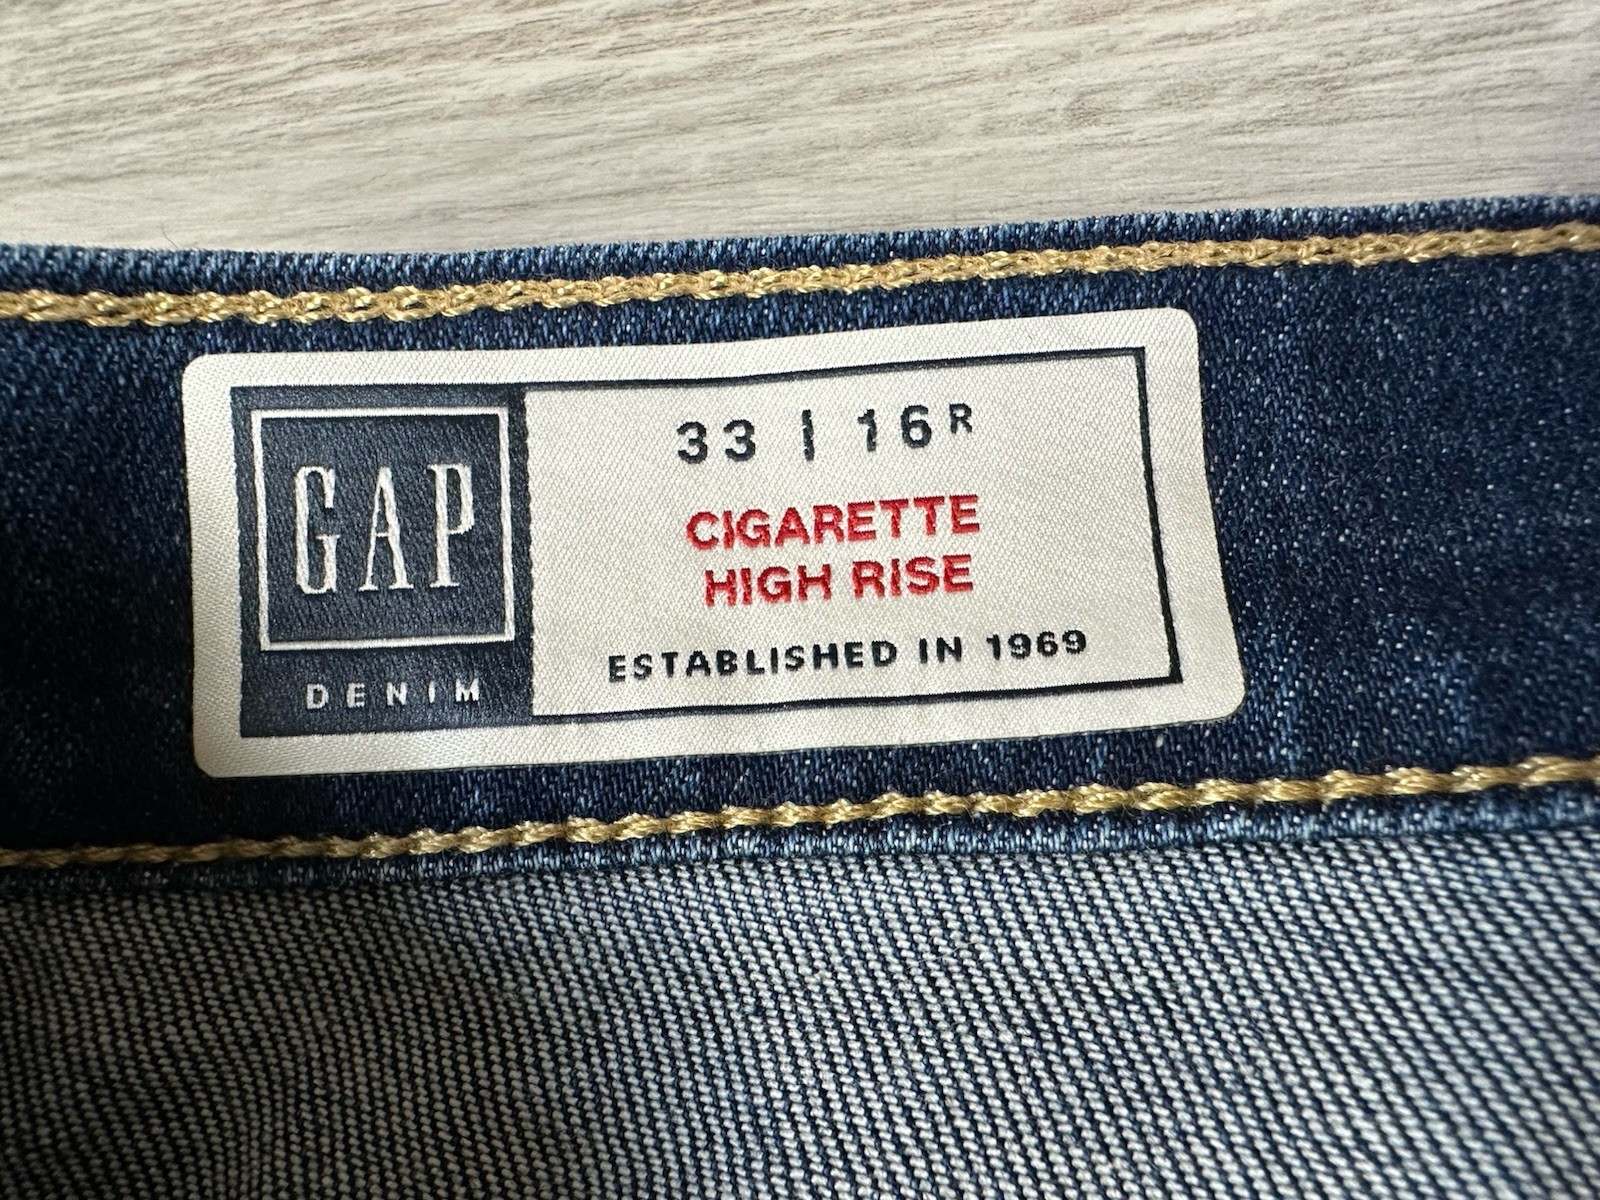 GAP
DENIM
33 | 16R
CIGARETTE
HIGH RISE
ESTABLISHED IN 1969